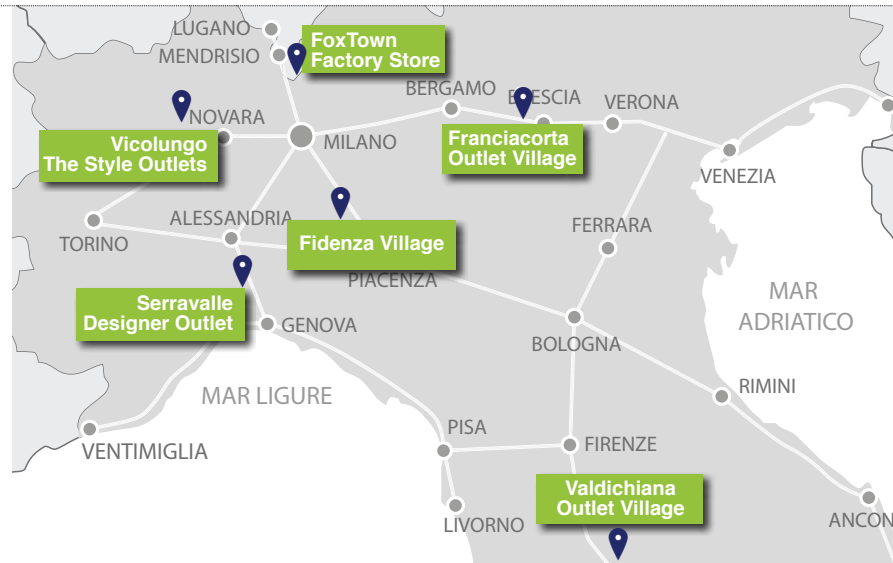 LUGANO
MENDRISIO
FoxTown
Factory Store
BERGAMO
VERONA
NOVARA
MILANO
Vicolungo
The Style Outlets
Franciacorta
Outlet Village
VENEZIA
ALESSANDRIA
TORINO
FERRARA
Fidenza Village
PIACENZA
MAR
ADRIATICO
Serravalle
Designer Outlet
GENOVA
BOLOGNA
MAR LIGURE
RIMINI
PISA
FIRENZE
VENTIMIGLIA
Valdichiana
Outlet Village
LIVORNO
ANCON